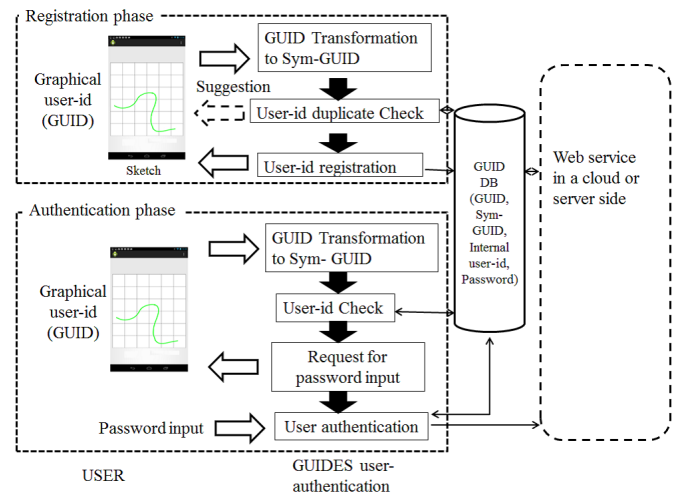 Registration phase
Graphical
user-id
(GUID)
Sketch
GUID Transformation
to Sym-GUID
Suggestion
User-id duplicate Check
User-id registration
GUID
DB
(GUID,
Sym-
GUID,
Internal
user-id,
Password)
Web service
in a cloud or
server side
Authentication phase
Graphical
user-id
(GUID)
GUID Transformation
to Sym- GUID
User-id Check
Request for
password input
Password input
User authentication
USER
GUIDES user-
authentication